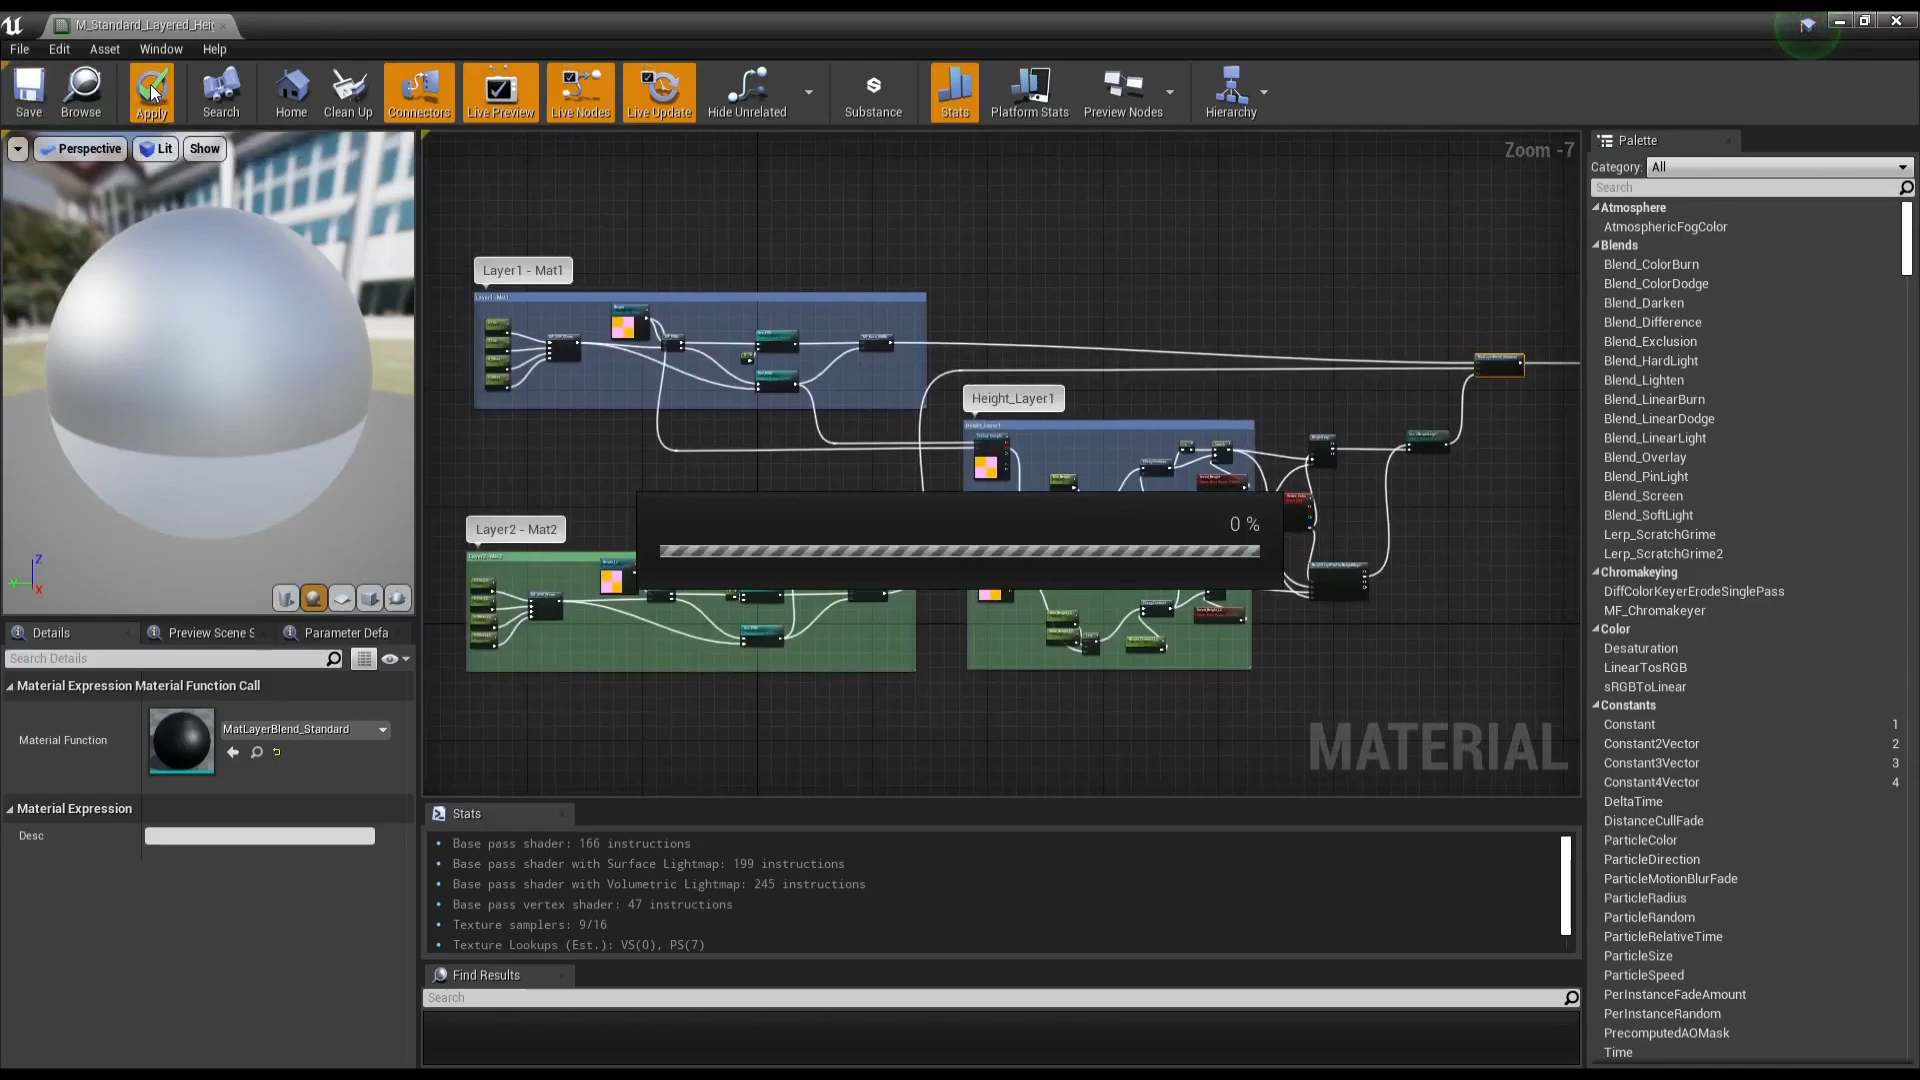 M_Standard_Layered_Hei
File Edit Asset Window Help
Save Browse Apply Search Home Clean Up Connectors Live Preview Live Nodes Live Update Hide Unrelated Substance Stats Platform Stats Preview Nodes Hierarchy
Perspective Lit Show
Zoom -7
Palette
Category: All
Search
Atmosphere
AtmosphericFogColor
Blends
Blend_ColorBurn
Blend_ColorDodge
Blend_Darken
Blend_Difference
Blend_Exclusion
Blend_HardLight
Blend_Lighten
Blend_LinearBurn
Blend_LinearDodge
Blend_LinearLight
Blend_Overlay
Blend_PinLight
Blend_Screen
Blend_SoftLight
Lerp_ScratchGrime
Lerp_ScratchGrime2
Chromakeying
DiffColorKeyerErodeSinglePass
MF_Chromakeyer
Color
Desaturation
LinearTosRGB
sRGBToLinear
Constants
Constant 1
Constant2Vector 2
Constant3Vector 3
Constant4Vector 4
DeltaTime
DistanceCullFade
ParticleColor
ParticleDirection
ParticleMotionBlurFade
ParticleRadius
ParticleRandom
ParticleRelativeTime
ParticleSize
ParticleSpeed
PerInstanceFadeAmount
PerInstanceRandom
PrecomputedAOMask
Time
Layer1 - Mat1
Layer1 - Mat1
Height_Layer1
Height_Layer1
0 %
Layer2 - Mat2
Layer2 - Mat2
MATERIAL
Z
Y
X
Details Preview Scene S Parameter Defa
Search Details
Material Expression Material Function Call
Material Function MatLayerBlend_Standard
Material Expression
Desc
Stats
Base pass shader: 166 instructions
Base pass shader with Surface Lightmap: 199 instructions
Base pass shader with Volumetric Lightmap: 245 instructions
Base pass vertex shader: 47 instructions
Texture samplers: 9/16
Texture Lookups (Est.): VS(0), PS(7)
Find Results
Search